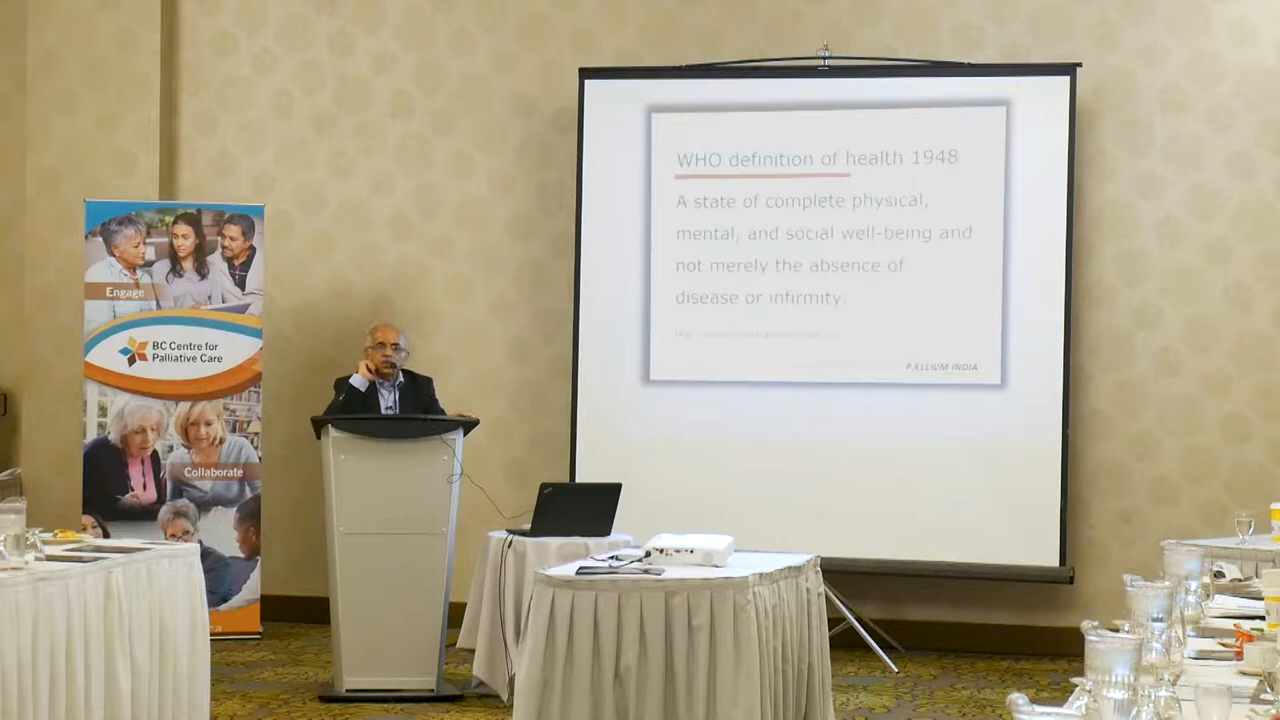 Engage
BC Centre for
Palliative Care
Collaborate
WHO definition of health 1948
A state of complete physical,
mental, and social well-being and
not merely the absence of
disease or infirmity.
PALLIUM INDIA